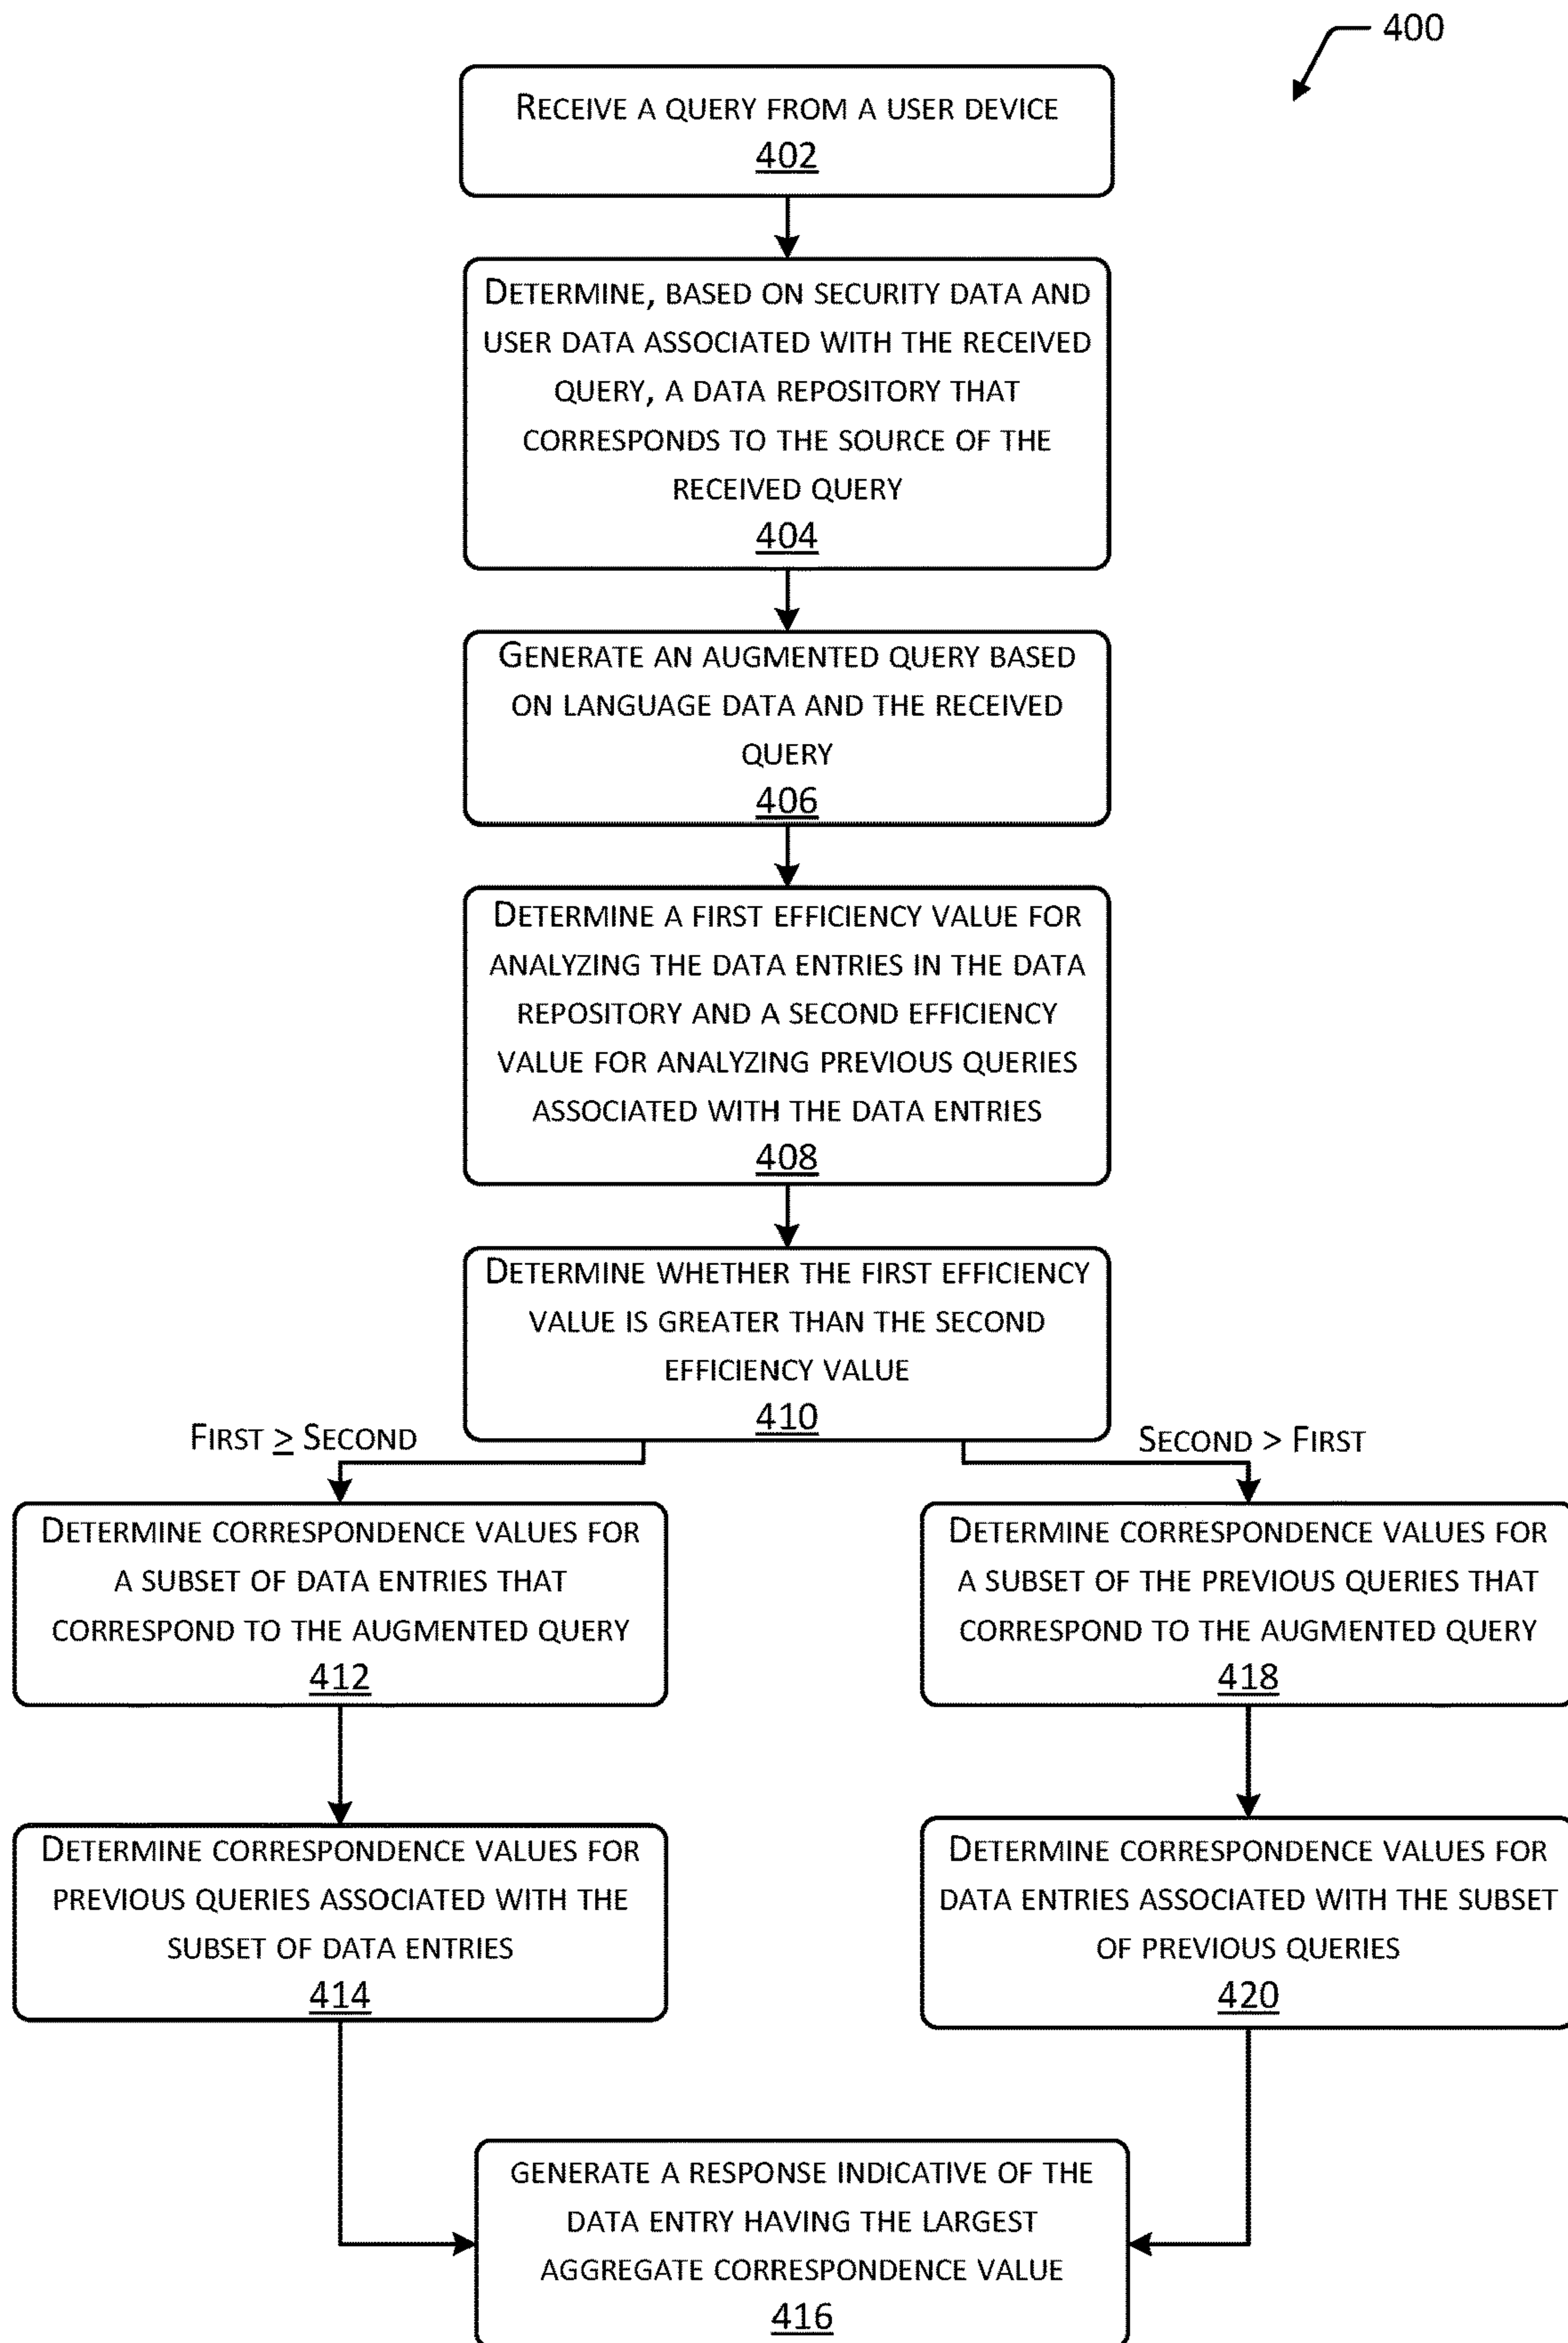 400
RECEIVE A QUERY FROM A USER DEVICE
402
DETERMINE, BASED ON SECURITY DATA AND
USER DATA ASSOCIATED WITH THE RECEIVED
QUERY, A DATA REPOSITORY THAT
CORRESPONDS TO THE SOURCE OF THE
RECEIVED QUERY
404
GENERATE AN AUGMENTED QUERY BASED
ON LANGUAGE DATA AND THE RECEIVED
QUERY
406
DETERMINE A FIRST EFFICIENCY VALUE FOR
ANALYZING THE DATA ENTRIES IN THE DATA
REPOSITORY AND A SECOND EFFICIENCY
VALUE FOR ANALYZING PREVIOUS QUERIES
ASSOCIATED WITH THE DATA ENTRIES
408
DETERMINE WHETHER THE FIRST EFFICIENCY
VALUE IS GREATER THAN THE SECOND
EFFICIENCY VALUE
410
FIRST ≥ SECOND
SECOND > FIRST
DETERMINE CORRESPONDENCE VALUES FOR
A SUBSET OF DATA ENTRIES THAT
CORRESPOND TO THE AUGMENTED QUERY
412
DETERMINE CORRESPONDENCE VALUES FOR
A SUBSET OF THE PREVIOUS QUERIES THAT
CORRESPOND TO THE AUGMENTED QUERY
418
DETERMINE CORRESPONDENCE VALUES FOR
PREVIOUS QUERIES ASSOCIATED WITH THE
SUBSET OF DATA ENTRIES
414
DETERMINE CORRESPONDENCE VALUES FOR
DATA ENTRIES ASSOCIATED WITH THE SUBSET
OF PREVIOUS QUERIES
420
GENERATE A RESPONSE INDICATIVE OF THE
DATA ENTRY HAVING THE LARGEST
AGGREGATE CORRESPONDENCE VALUE
416